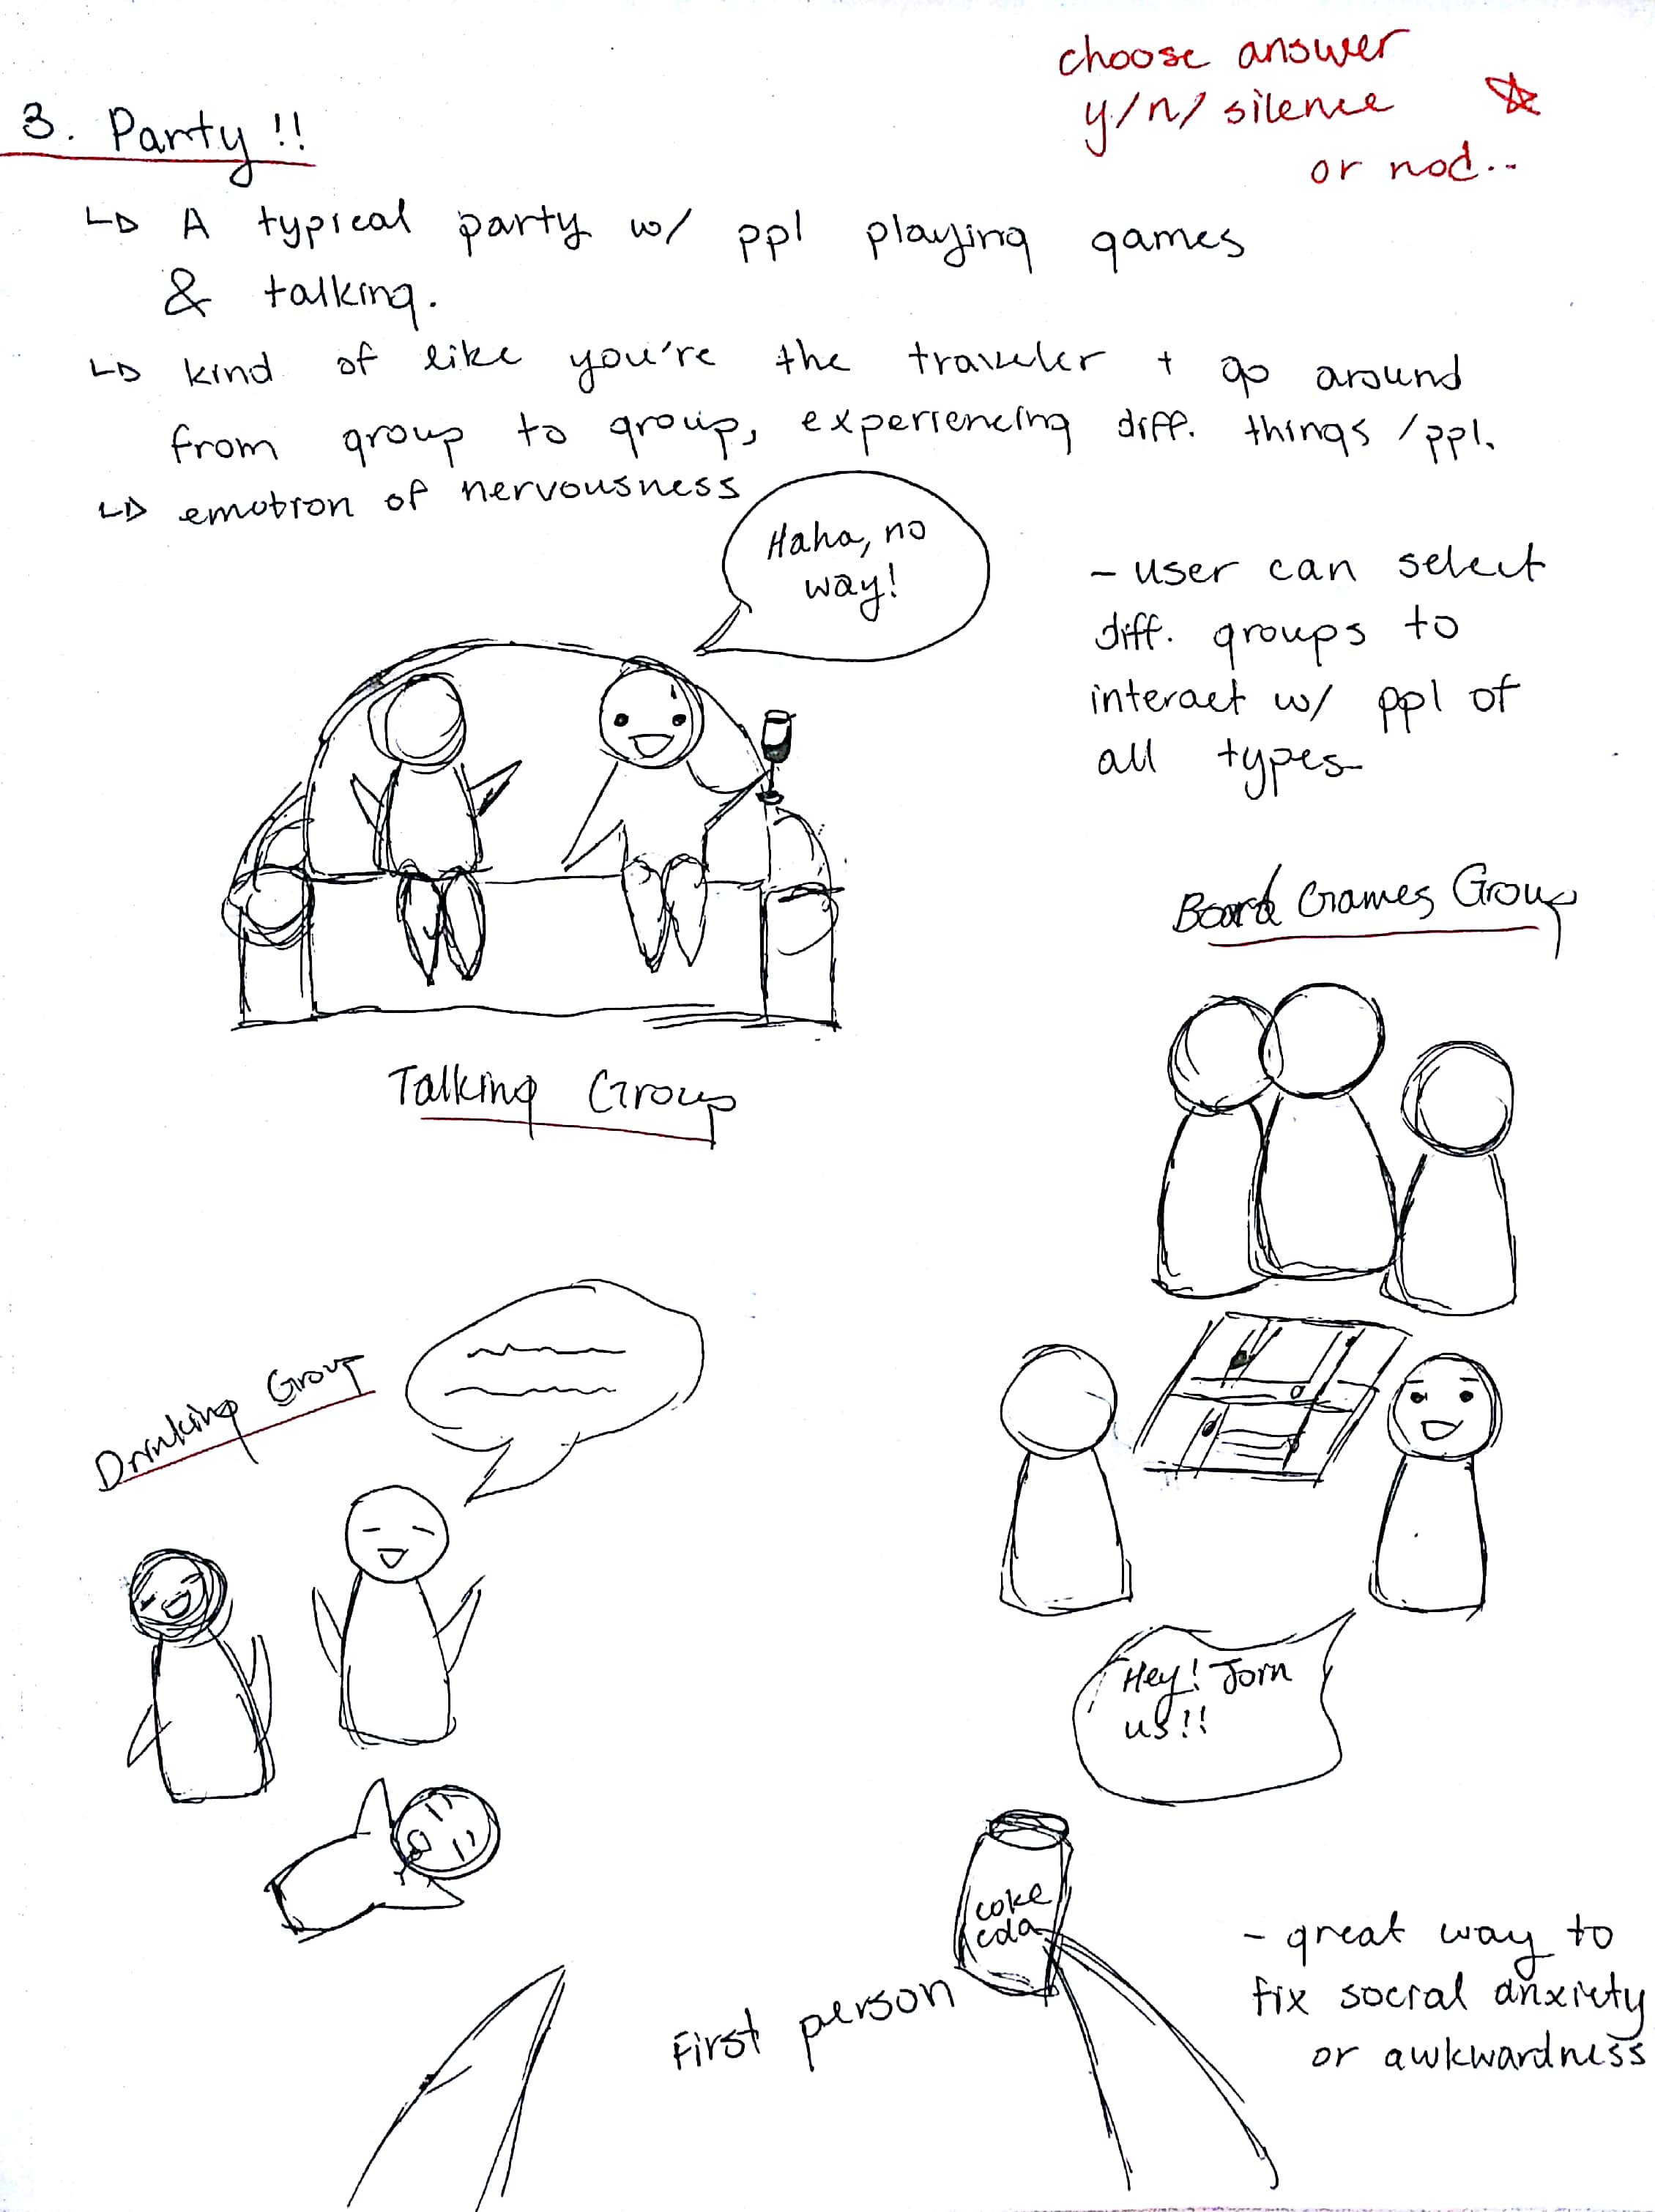 choose answer
y/n/silence
or nod..
3. Party!!
A typical party w/ ppl playing games
& talking.
kind of like you're the traveler + go around
from group to group, experiencing diff. things/ppl.
emotion of nervousness
Haha, no
way!
- user can select
diff. groups to
interact w/ ppl of
all types
Talking Group
Board Games Group
Drinking Group
Hey! Join
us!!
coke
cola
First person
- great way to
fix social anxiety
or awkwardness